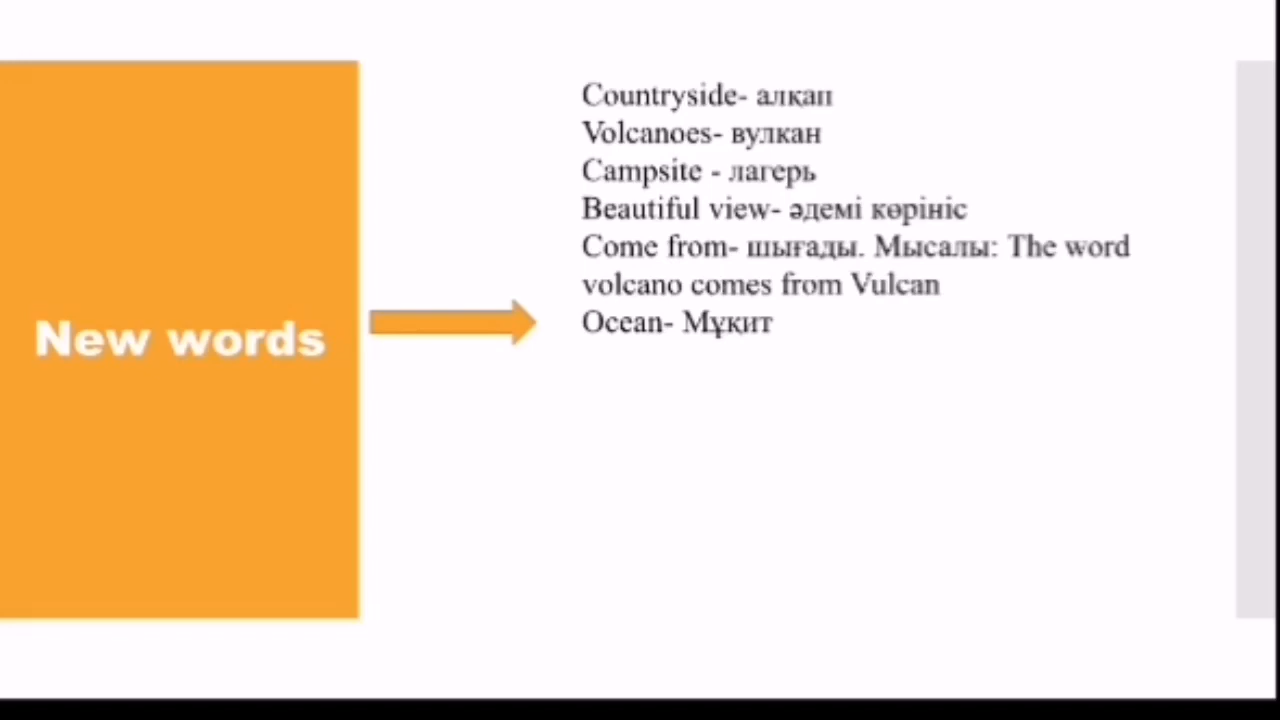 New words
Countryside- алқап
Volcanoes- вулкан
Campsite - лагерь
Beautiful view- әдемі көрініс
Come from- шығады. Мысалы: The word
volcano comes from Vulcan
Ocean- Мұқит